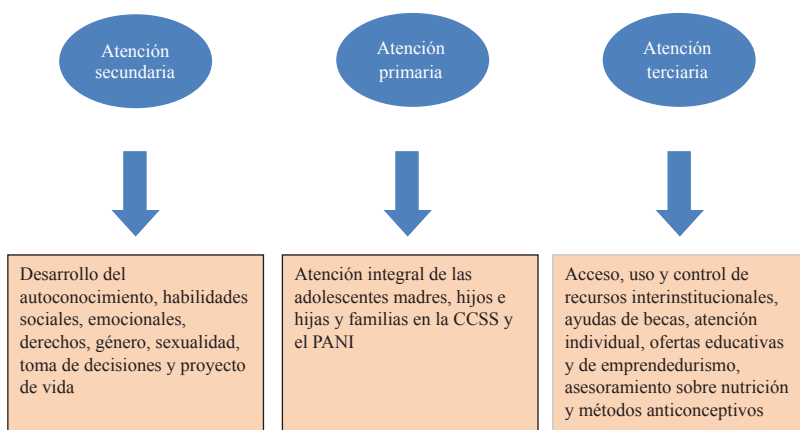 Atención
secundaria
Atención
primaria
Atención
terciaria
Desarrollo del
autoconocimiento, habilidades
sociales, emocionales,
derechos, género, sexualidad,
toma de decisiones y proyecto
de vida
Atención integral de las
adolescentes madres, hijos e
hijas y familias en la CCSS y
el PANI
Acceso, uso y control de
recursos interinstitucionales,
ayudas de becas, atención
individual, ofertas educativas
y de emprendedurismo,
asesoramiento sobre nutrición
y métodos anticonceptivos